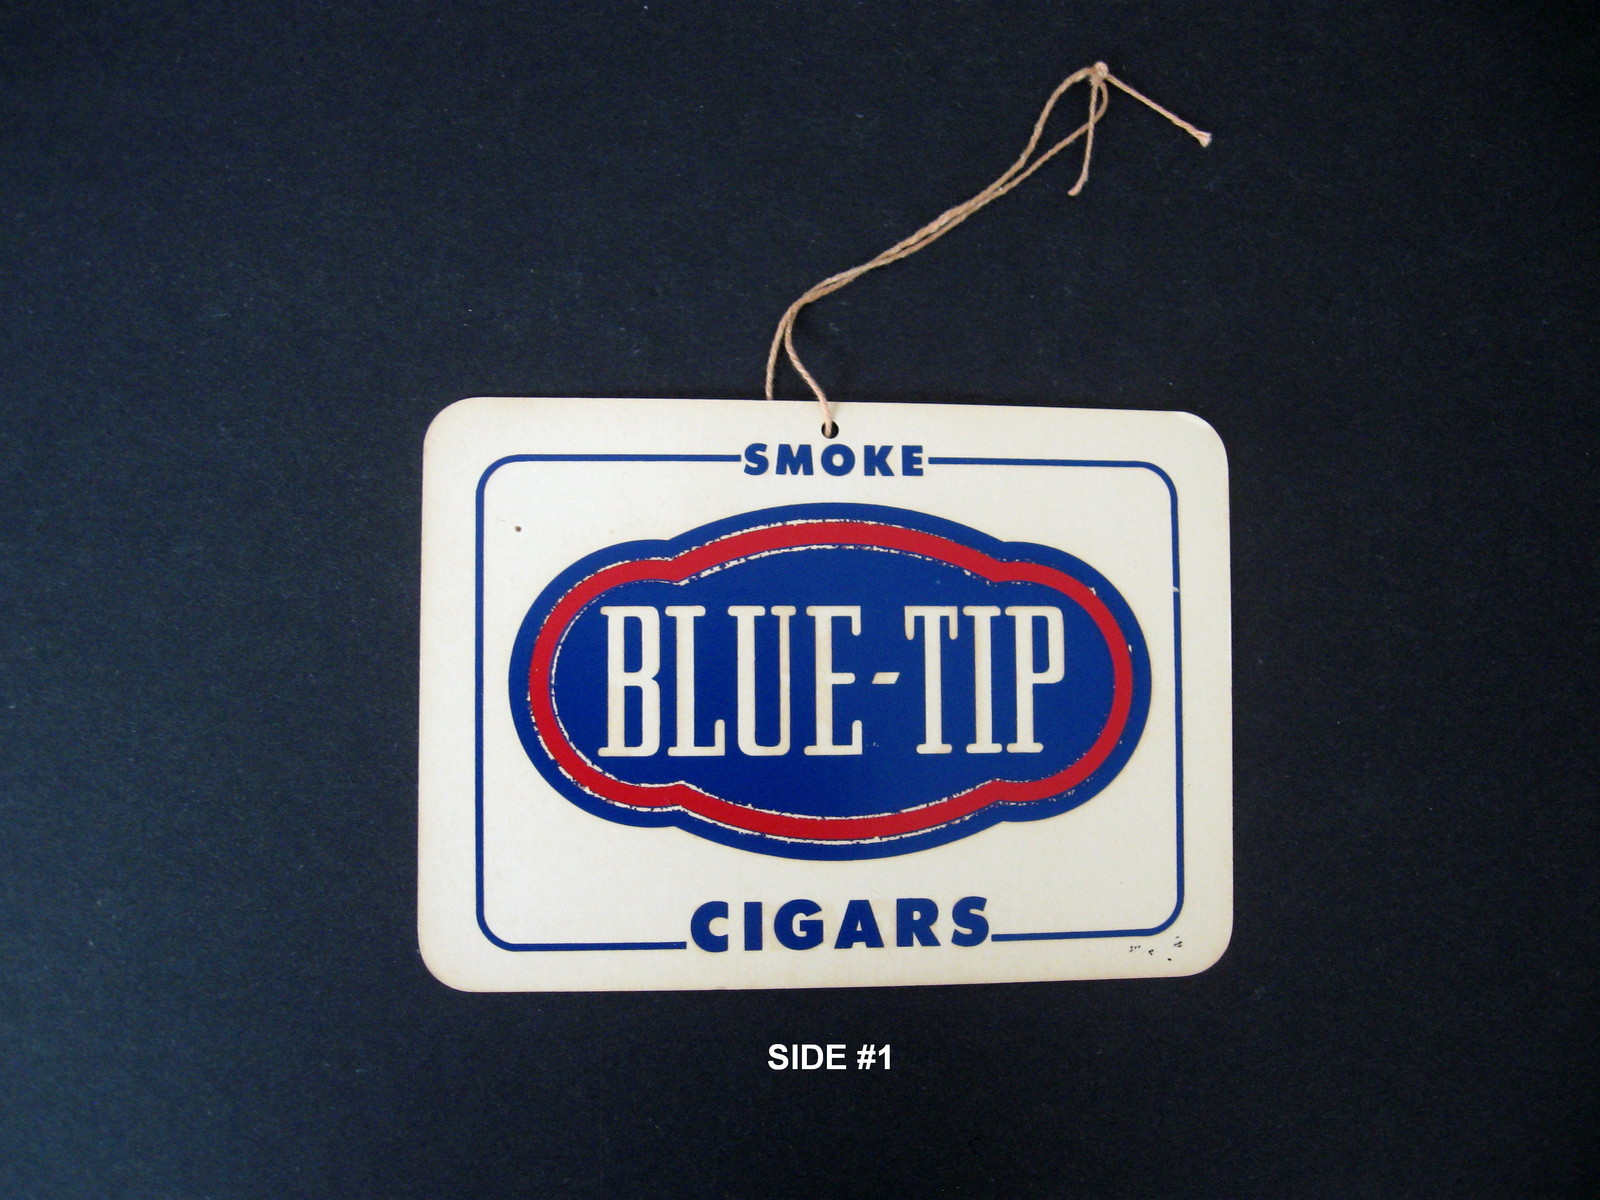 SMOKE
BLUE-TIP
CIGARS
SIDE #1